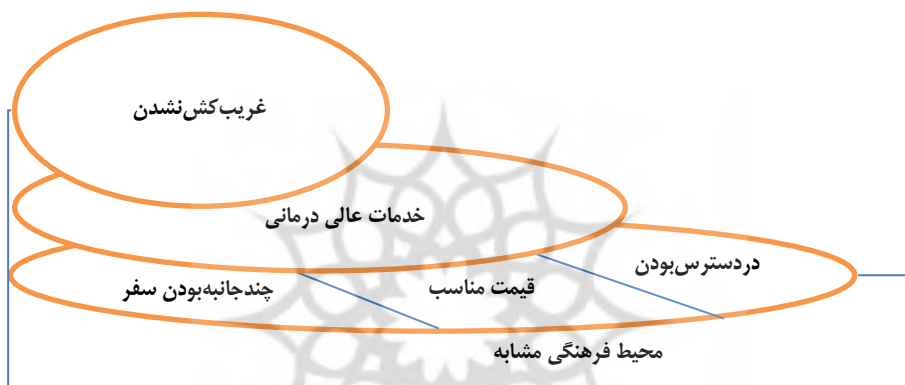 غریب‌کش‌نشدن
خدمات عالی درمانی
دردسترس‌بودن
قیمت مناسب
چندجانبه‌بودن سفر
محیط فرهنگی مشابه